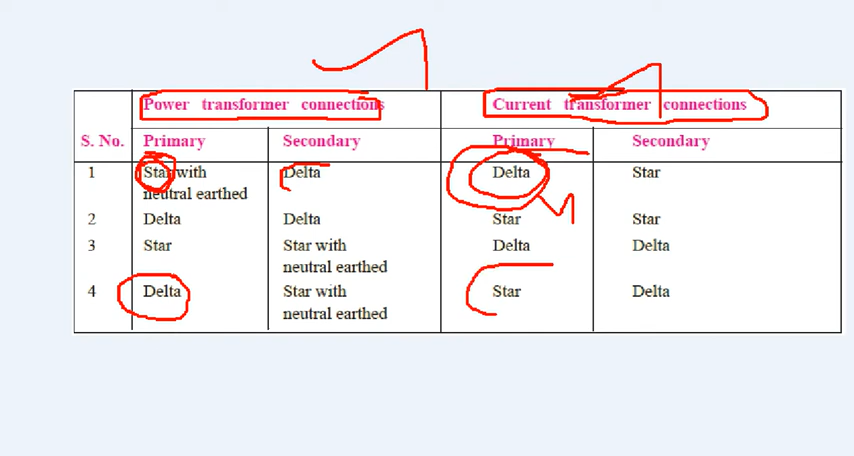 Power transformer connections Current transformer connections
S. No. Primary Secondary Primary Secondary
1 Star with Delta Delta Star
neutral earthed
2 Delta Delta Star Star
3 Star Star with Delta Delta
neutral earthed
4 Delta Star with Star Delta
neutral earthed